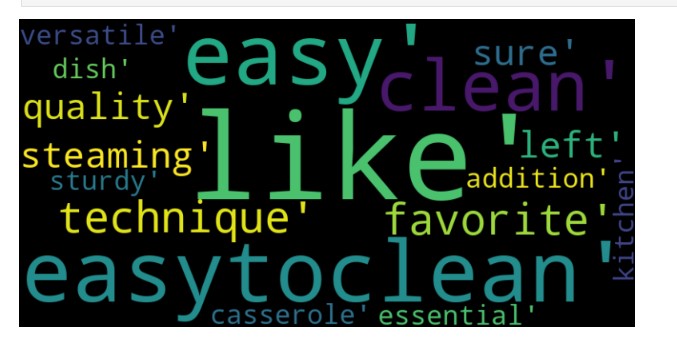 versatile'
easy'
sure'
dish'
clean'
quality'
like'
left'
steaming'
addition'
sturdy'
kitchen'
technique'
favorite'
easytoclean'
casserole'
essential'